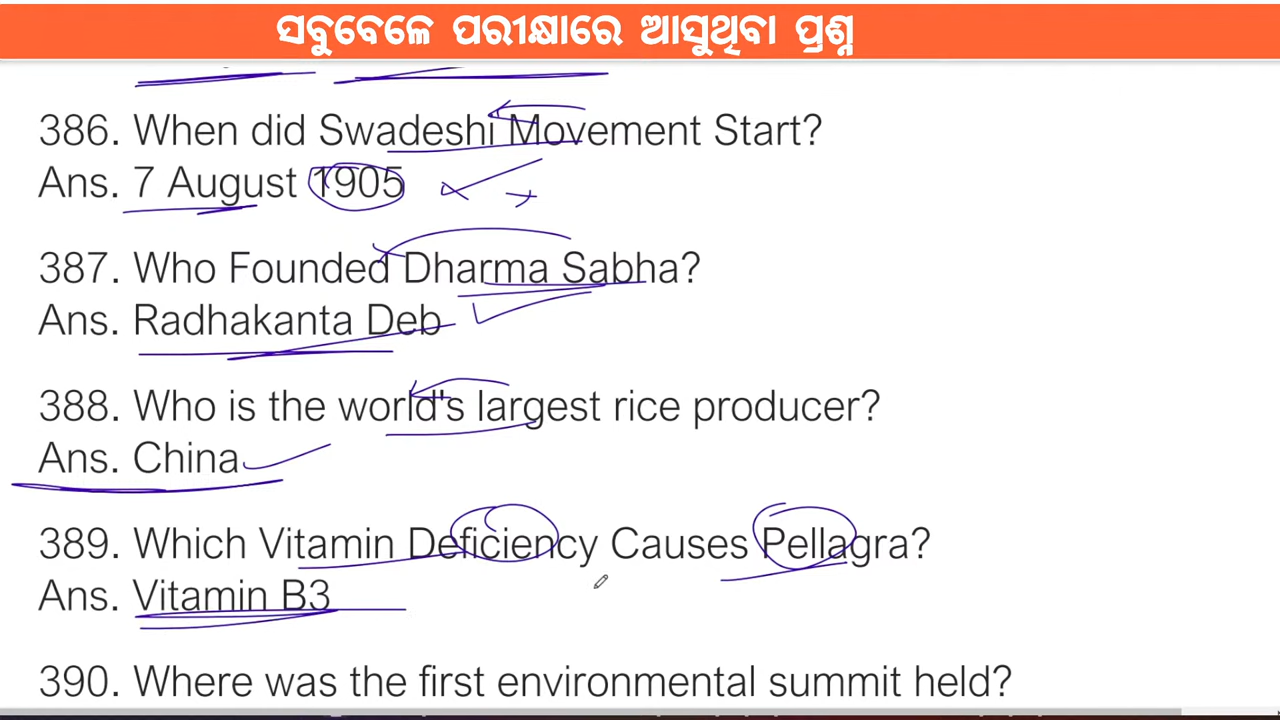 ସବୁବେଳେ ପରୀକ୍ଷାରେ ଆସୁଥିବା ପ୍ରଶ୍ନ
386. When did Swadeshi Movement Start?
Ans. 7 August 1905
387. Who Founded Dharma Sabha?
Ans. Radhakanta Deb
388. Who is the world's largest rice producer?
Ans. China
389. Which Vitamin Deficiency Causes Pellagra?
Ans. Vitamin B3
390. Where was the first environmental summit held?